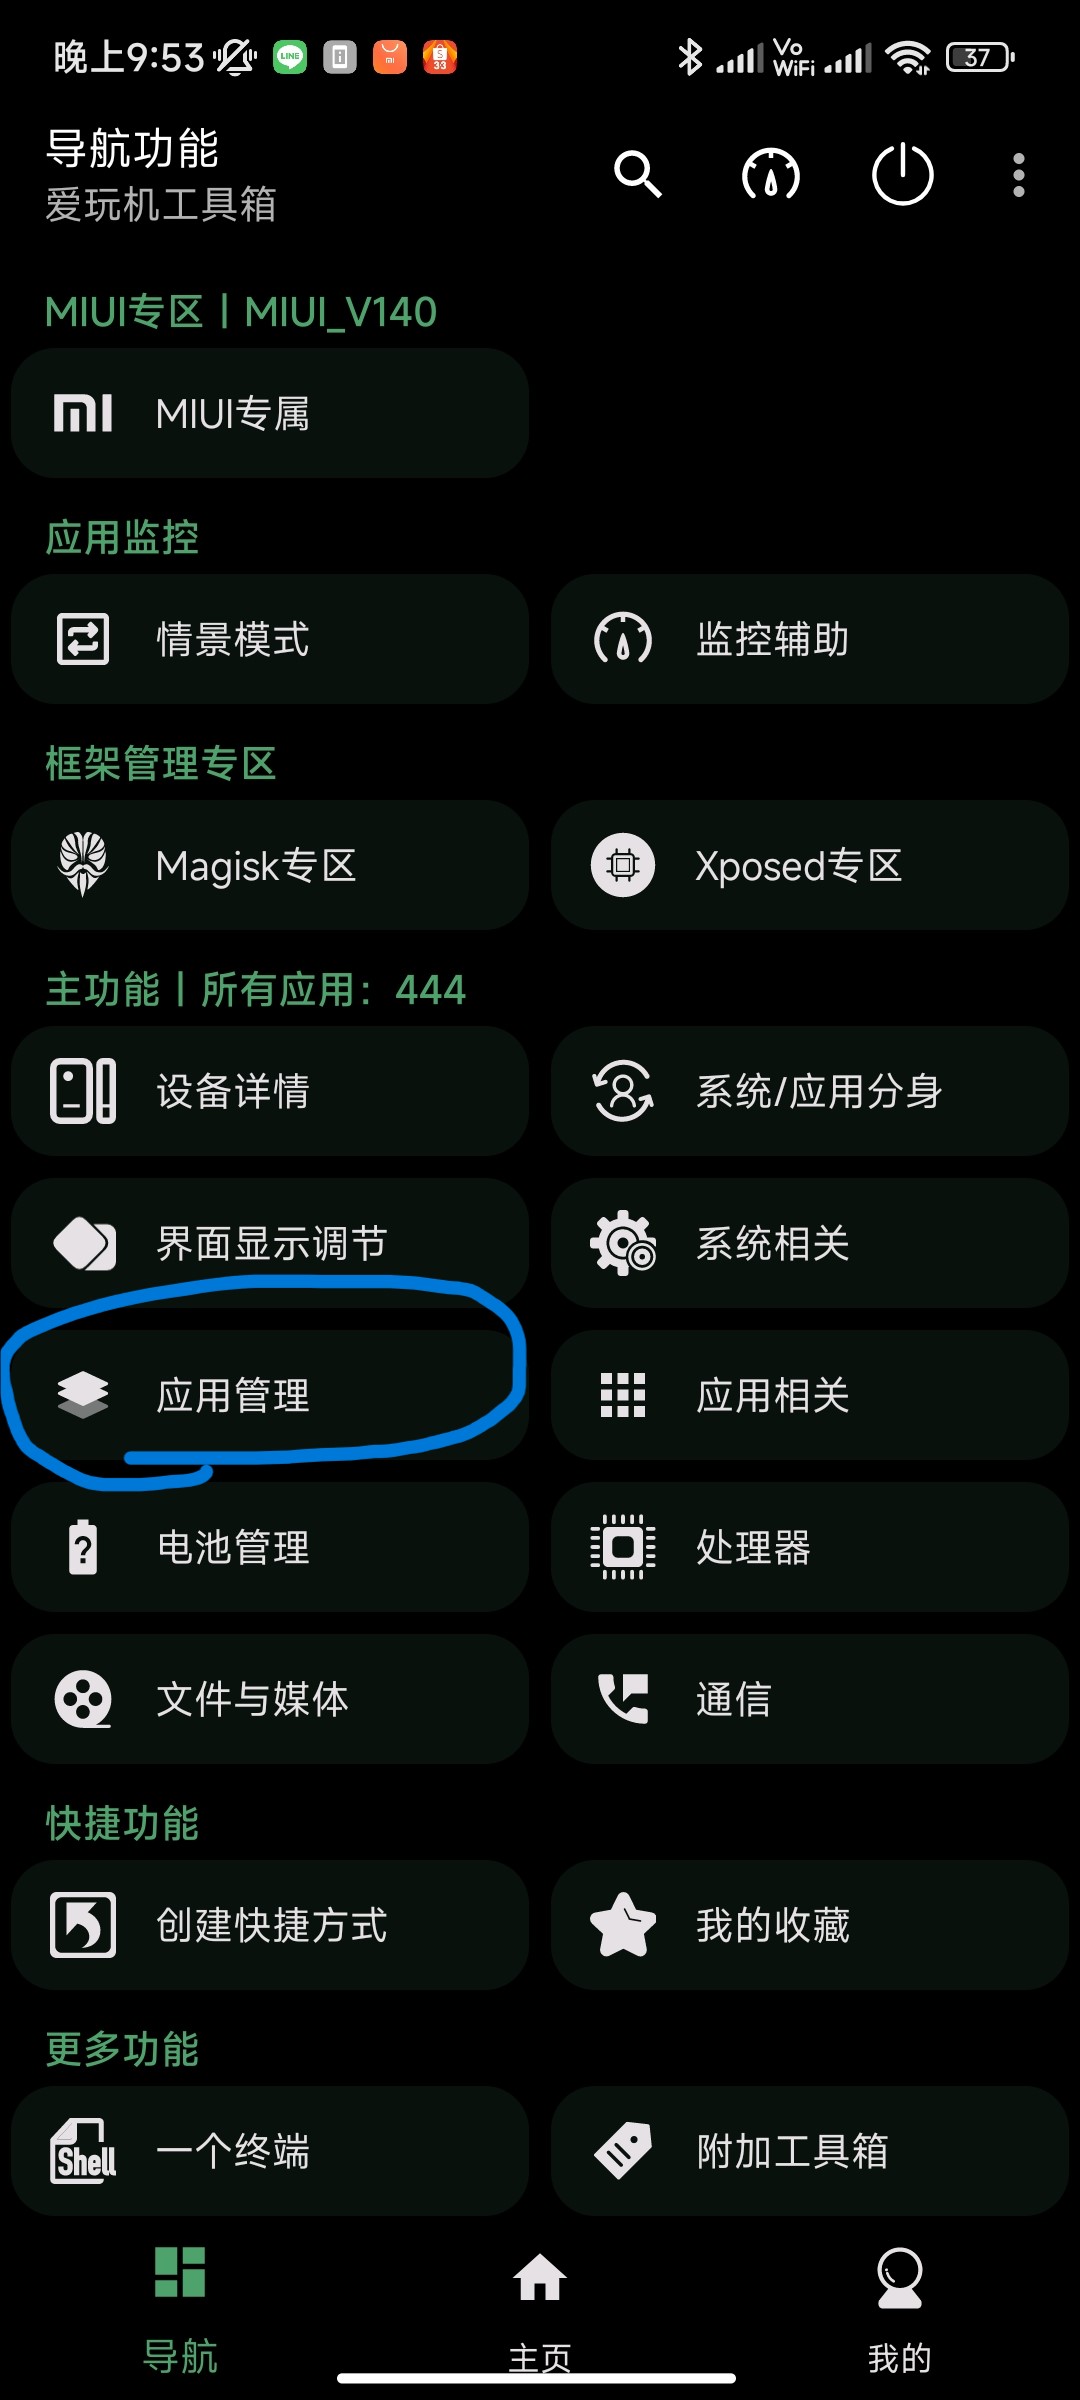 晚上9:53 LINE 33 Vo WiFi 37
导航功能
爱玩机工具箱
MIUI专区 | MIUI_V140
MIUI专属
应用监控
情景模式 监控辅助
框架管理专区
Magisk专区 Xposed专区
主功能 | 所有应用：444
设备详情 系统/应用分身
界面显示调节 系统相关
应用管理 应用相关
电池管理 处理器
文件与媒体 通信
快捷功能
创建快捷方式 我的收藏
更多功能
Shell 一个终端 附加工具箱
导航 主页 我的